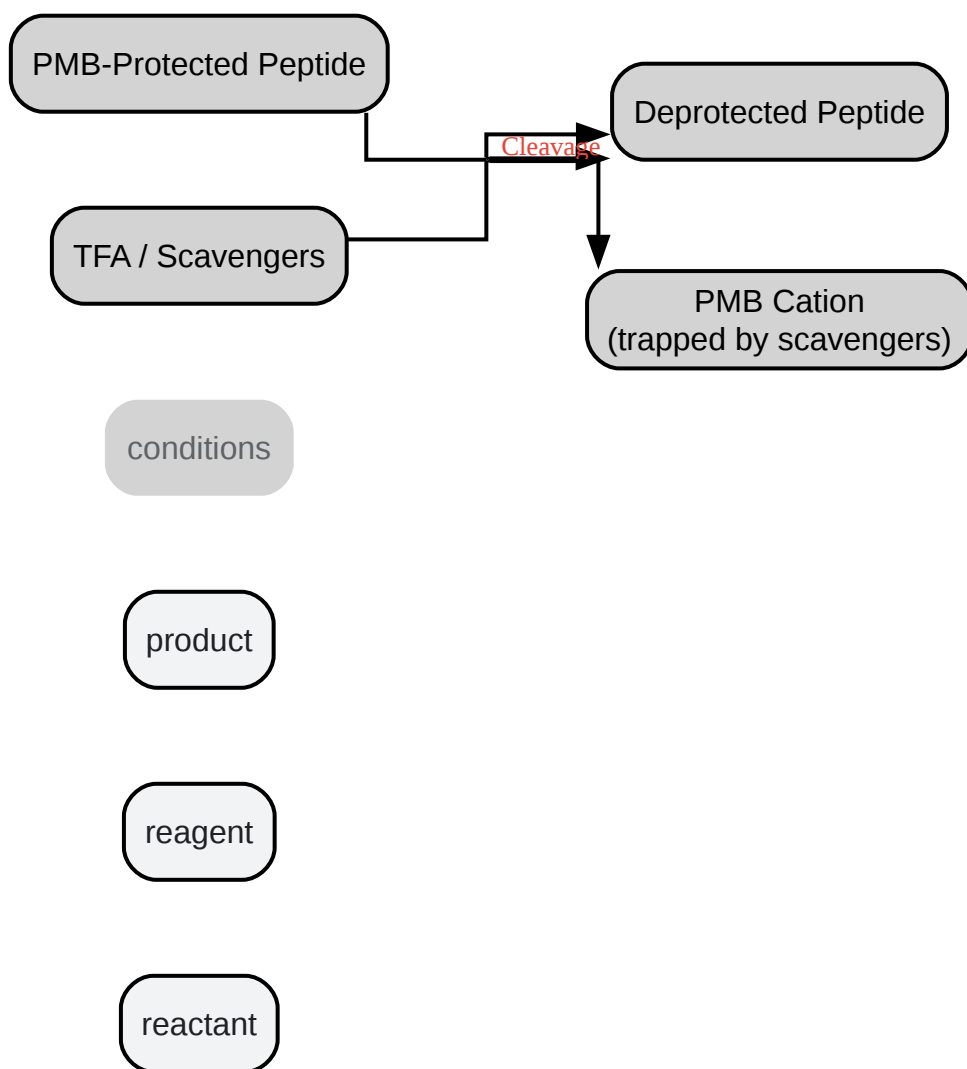 PMB-Protected Peptide
Deprotected Peptide
Cleavage
TFA / Scavengers
PMB Cation
(trapped by scavengers)
conditions
product
reagent
reactant